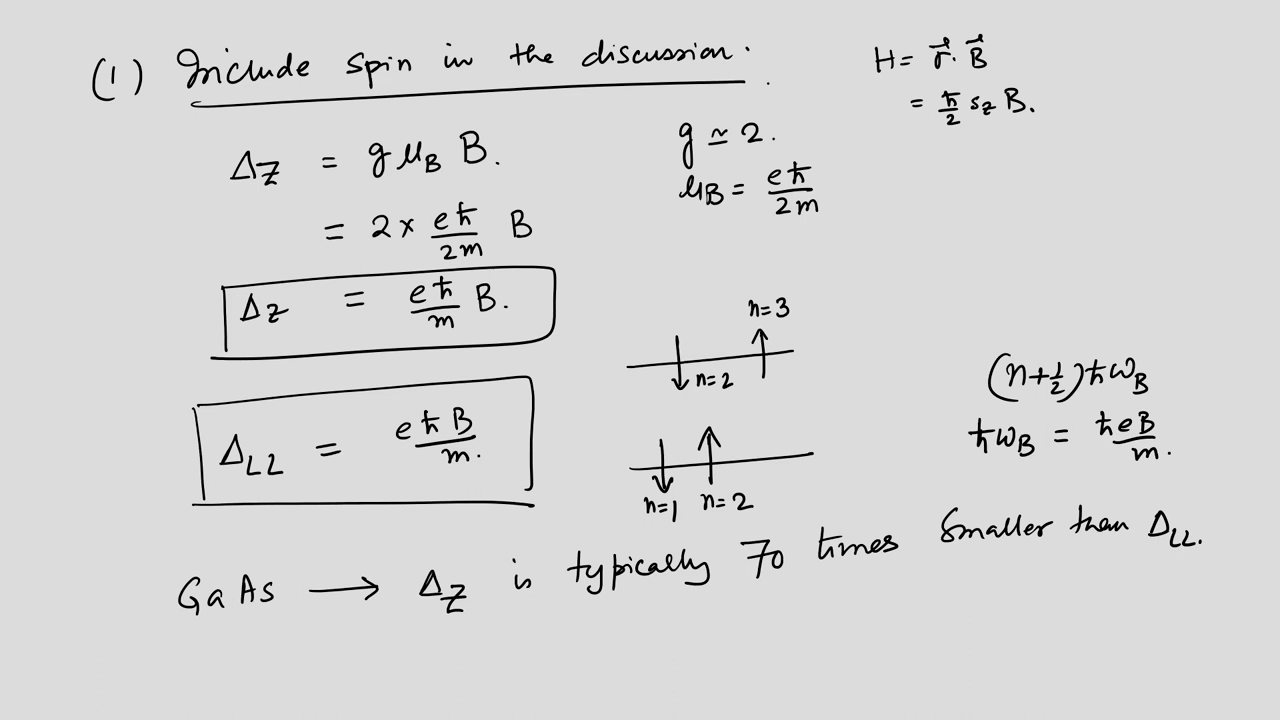 (1) Include spin in the discussion.
H = r⃗. B⃗
= ħ/2 s_z B.
Δ_Z = g μ_B B.
g ≃ 2.
μ_B = eħ/2m
= 2 × eħ/2m B
Δ_Z = eħ/m B.
n=3
n=2
(n+1/2)ħω_B
Δ_LL = eħB/m.
ħω_B = ħeB/m.
n=1 n=2
GaAs → Δ_Z is typically 70 times smaller than Δ_LL.